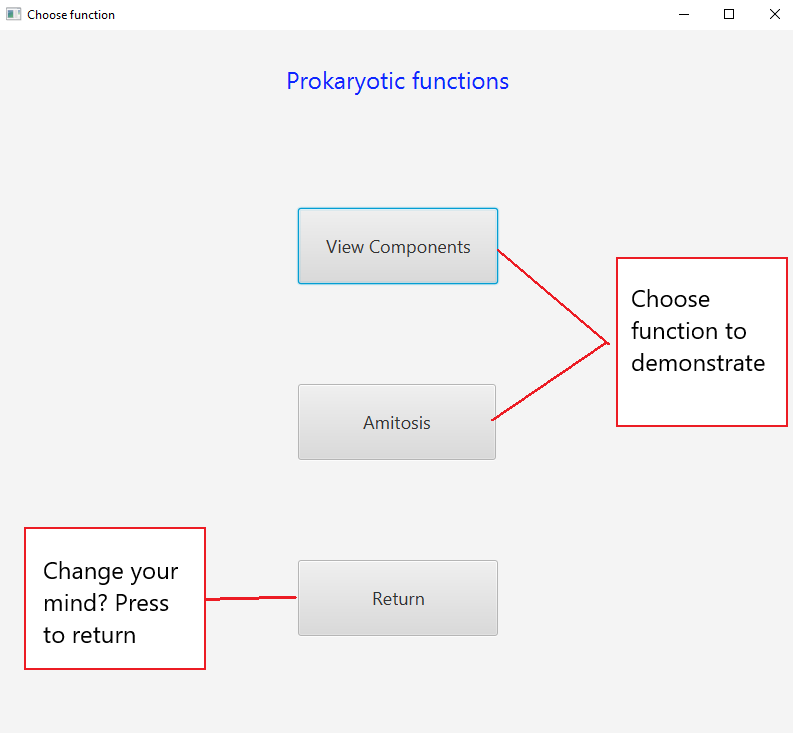 Choose function
Prokaryotic functions
View Components
Choose
function to
demonstrate
Amitosis
Change your
mind? Press
to return
Return